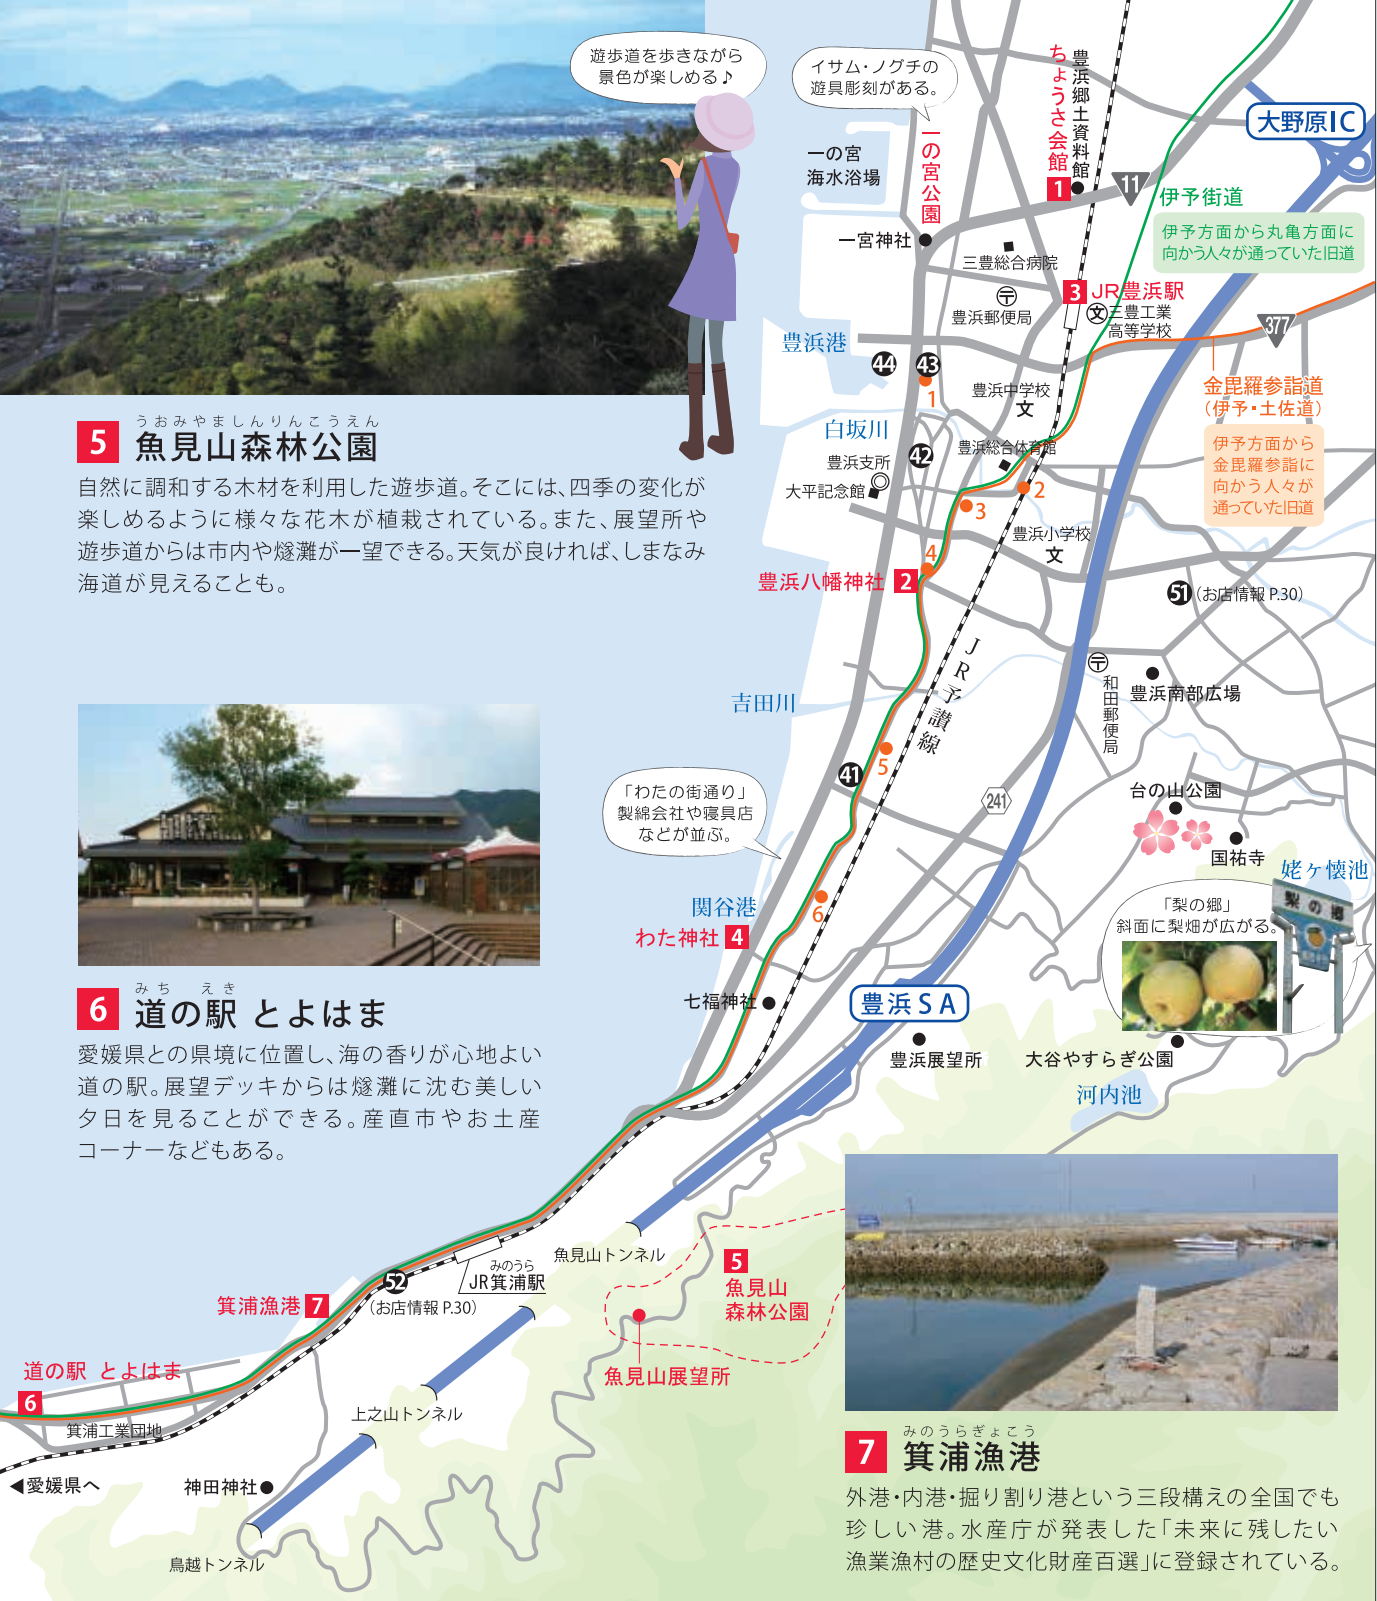 遊歩道を歩きながら
景色が楽しめる♪
イサム・ノグチの
遊具彫刻がある。
一の宮
海水浴場
一の宮公園
ちょうさ会館
豊浜郷土資料館
1
11
大野原IC
伊予街道
伊予方面から丸亀方面に
向かう人々が通っていた旧道
一宮神社
三豊総合病院
〒
豊浜郵便局
3 JR豊浜駅
文 三豊工業
高等学校
377
豊浜港
44
43
1
豊浜中学校
文
金毘羅参詣道
(伊予・土佐道)
伊予方面から
金毘羅参詣に
向かう人々が
通っていた旧道
白坂川
豊浜支所
42
豊浜総合体育館
大平記念館
2
3
豊浜小学校
文
4
豊浜八幡神社 2
51 (お店情報 P.30)
JR予讃線
〒
和田郵便局
豊浜南部広場
吉田川
5
41
241
台の山公園
国祐寺
姥ヶ懐池
「わたの街通り」
製綿会社や寝具店
などが並ぶ。
6
関谷港
わた神社 4
「梨の郷」
斜面に梨畑が広がる。
梨の郷
七福神社
豊浜SA
豊浜展望所
大谷やすらぎ公園
河内池
5 うおみやましんりんこうえん
魚見山森林公園
自然に調和する木材を利用した遊歩道。そこには、四季の変化が
楽しめるように様々な花木が植栽されている。また、展望所や
遊歩道からは市内や燧灘が一望できる。天気が良ければ、しまなみ
海道が見えることも。
6 みち えき
道の駅 とよはま
愛媛県との県境に位置し、海の香りが心地よい
道の駅。展望デッキからは燧灘に沈む美しい
夕日を見ることができる。産直市やお土産
コーナーなどもある。
魚見山トンネル
みのうら
JR箕浦駅
52
(お店情報 P.30)
箕浦漁港 7
5
魚見山
森林公園
魚見山展望所
道の駅 とよはま
6
箕浦工業団地
上之山トンネル
◀愛媛県へ
神田神社
鳥越トンネル
7 みのうらぎょこう
箕浦漁港
外港・内港・掘り割り港という三段構えの全国でも
珍しい港。水産庁が発表した「未来に残したい
漁業漁村の歴史文化財産百選」に登録されている。